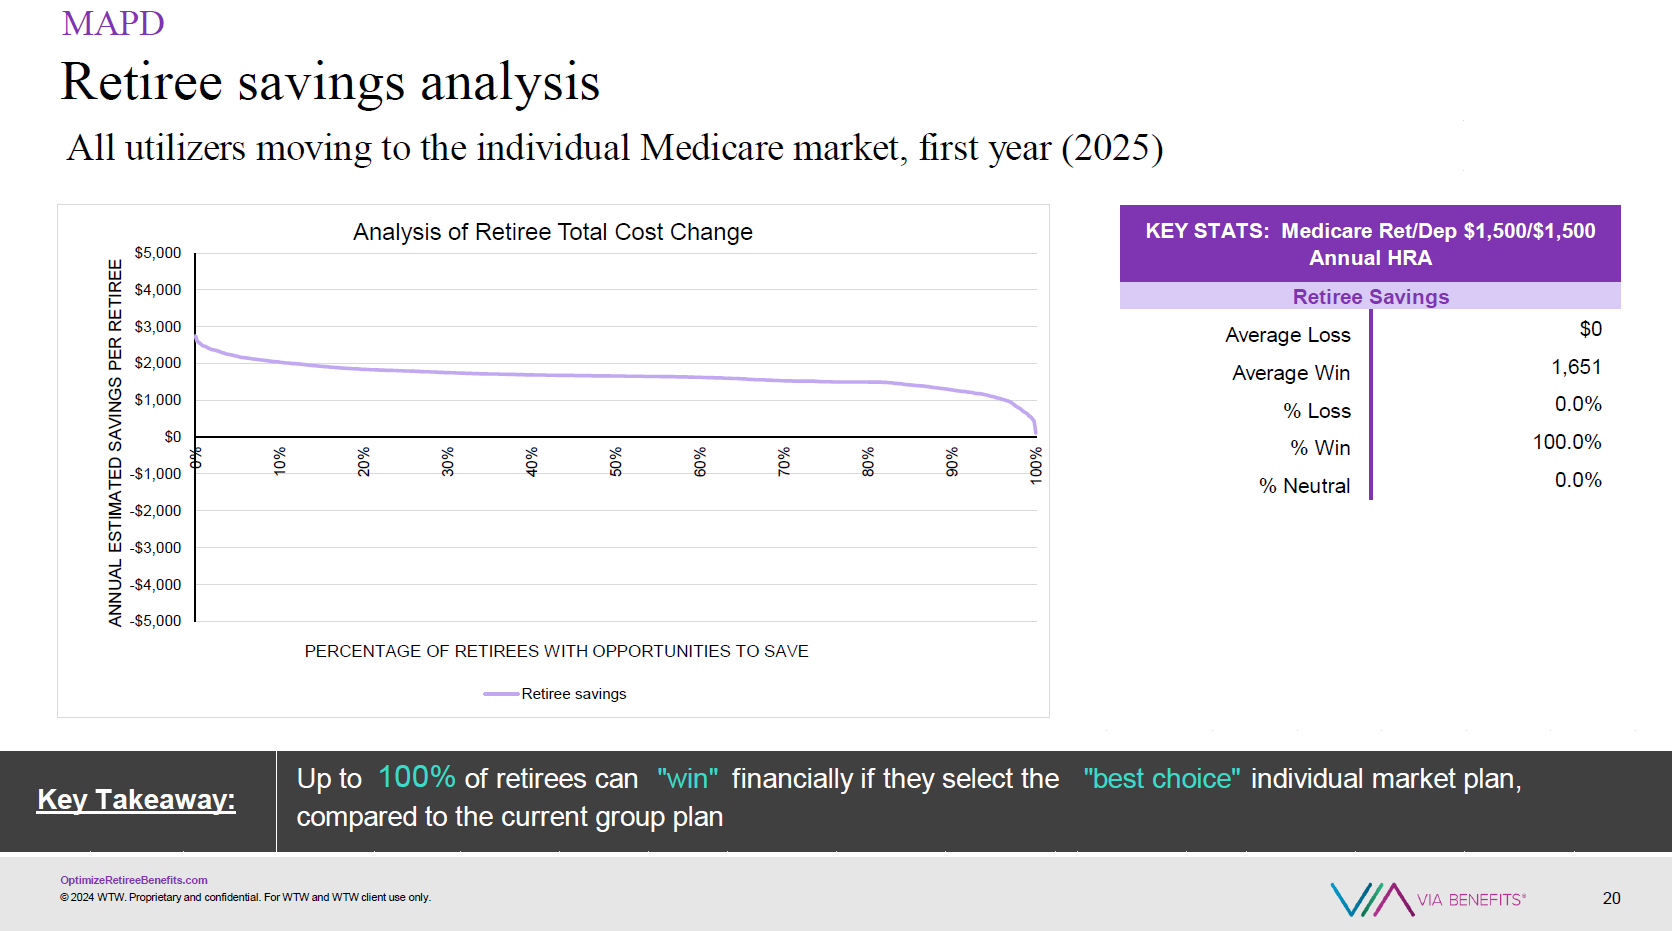 MAPD
Retiree savings analysis
All utilizers moving to the individual Medicare market, first year (2025)
Analysis of Retiree Total Cost Change
ANNUAL ESTIMATED SAVINGS PER RETIREE
$5,000
$4,000
$3,000
$2,000
$1,000
$0
-$1,000
-$2,000
-$3,000
-$4,000
-$5,000
0% 10% 20% 30% 40% 50% 60% 70% 80% 90% 100%
PERCENTAGE OF RETIREES WITH OPPORTUNITIES TO SAVE
Retiree savings
KEY STATS: Medicare Ret/Dep $1,500/$1,500
Annual HRA
Retiree Savings
Average Loss $0
Average Win 1,651
% Loss 0.0%
% Win 100.0%
% Neutral 0.0%
Key Takeaway:
Up to 100% of retirees can "win" financially if they select the "best choice" individual market plan,
compared to the current group plan
OptimizeRetireeBenefits.com
© 2024 WTW. Proprietary and confidential. For WTW and WTW client use only.
VIA VIA BENEFITS®
20